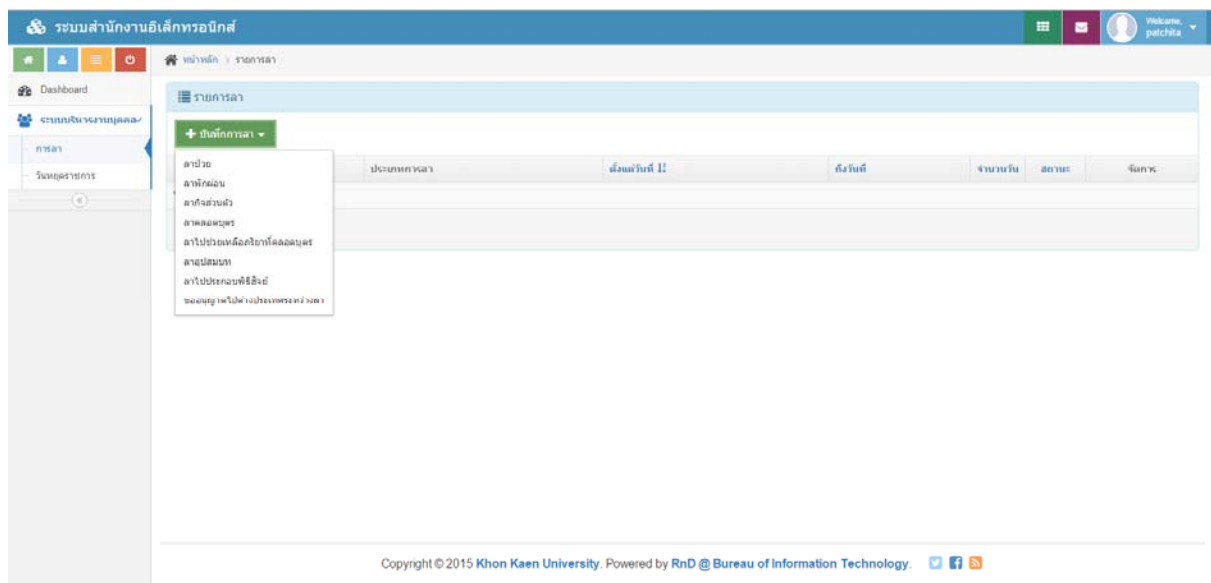 ระบบสำนักงานอิเล็กทรอนิกส์
Welcome, patchita
หน้าหลัก > รายการลา
Dashboard
รายการลา
ระบบบริหารงานบุคคล
+ บันทึกการลา
การลา
วันหยุดราชการ
ประเภทการลา ตั้งแต่วันที่ ถึงวันที่ จำนวนวัน สถานะ จัดการ
ลาป่วย
ลาพักผ่อน
ลากิจส่วนตัว
ลาคลอดบุตร
ลาไปช่วยเหลือภริยาที่คลอดบุตร
ลาอุปสมบท
ลาไปประกอบพิธีฮัจย์
ขออนุญาตไปต่างประเทศระหว่างลา
Copyright © 2015 Khon Kaen University. Powered by RnD @ Bureau of Information Technology.